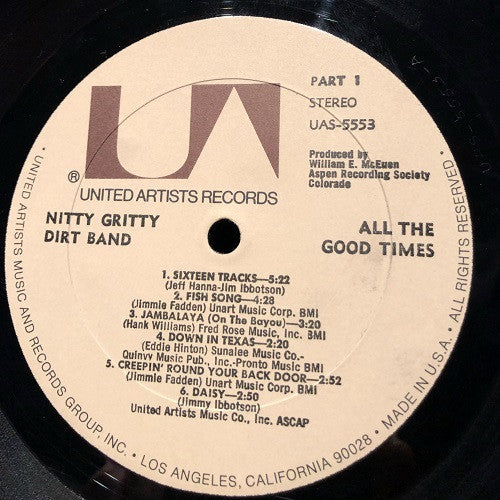 UA
PART 1
STEREO
UAS-5553
®
UNITED ARTISTS RECORDS
Produced by
William E. McEuen
Aspen Recording Society
Colorado
NITTY GRITTY
DIRT BAND
ALL THE
GOOD TIMES
1. SIXTEEN TRACKS—5:22
(Jeff Hanna-Jim Ibbotson)
2. FISH SONG—4:28
(Jimmie Fadden) Unart Music Corp. BMI
3. JAMBALAYA (On The Bayou)—3:20
(Hank Williams) Fred Rose Music, Inc. BMI
4. DOWN IN TEXAS—2:20
(Eddie Hinton) Sunalee Music Co.-
Quinvy Music Pub., Inc.-Pronto Music BMI
5. CREEPIN' ROUND YOUR BACK DOOR—2:52
(Jimmie Fadden) Unart Music Corp. BMI
6. DAISY—2:50
(Jimmy Ibbotson)
United Artists Music Co., Inc. ASCAP
• UNITED ARTISTS MUSIC AND RECORDS GROUP, INC. • LOS ANGELES, CALIFORNIA 90028 • MADE IN U.S.A. • ALL RIGHTS RESERVED.